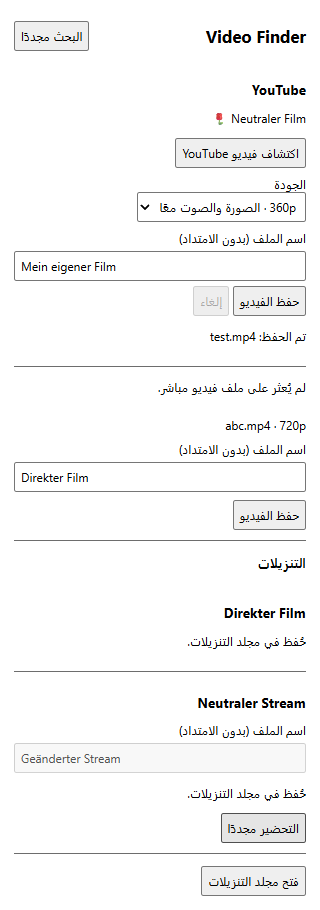 Video Finder
البحث مجددًا
YouTube
🌷 Neutraler Film
اكتشاف فيديو YouTube
الجودة
360p · الصورة والصوت معًا
اسم الملف (بدون الامتداد)
Mein eigener Film
حفظ الفيديو
إلغاء
تم الحفظ: test.mp4
لم يُعثر على ملف فيديو مباشر.
abc.mp4 · 720p
اسم الملف (بدون الامتداد)
Direkter Film
حفظ الفيديو
التنزيلات
Direkter Film
حُفظ في مجلد التنزيلات.
Neutraler Stream
اسم الملف (بدون الامتداد)
Geänderter Stream
حُفظ في مجلد التنزيلات.
التحضير مجددًا
فتح مجلد التنزيلات